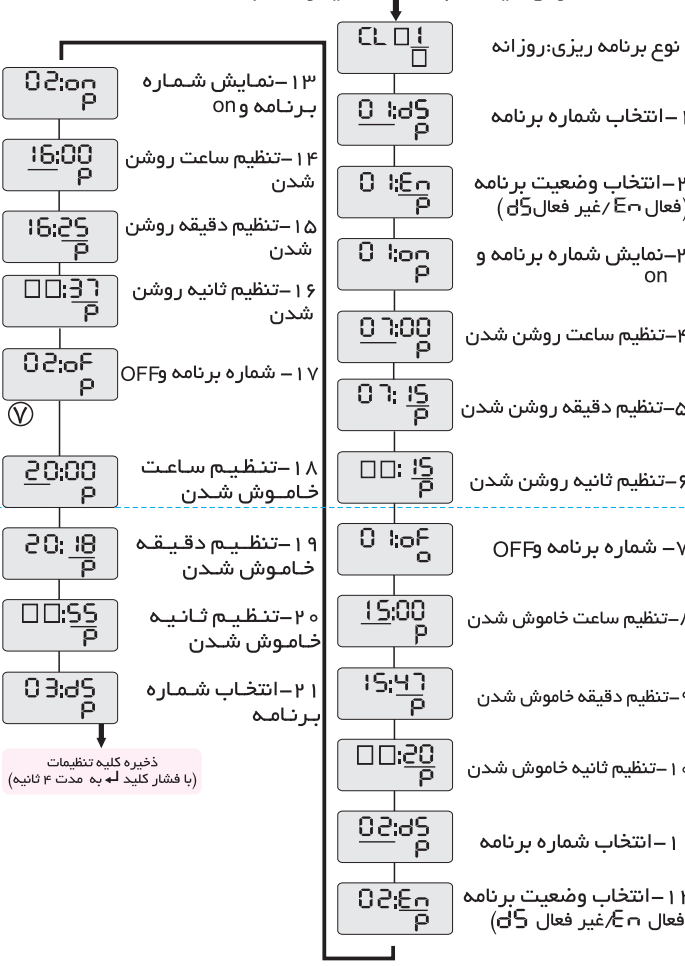 CL □1
□
نوع برنامه ریزی:روزانه
01:dS
P
۱-انتخاب شماره برنامه
01:En
P
۲-انتخاب وضعیت برنامه
(فعال En/غیر فعال dS)
01:on
P
-نمایش شماره برنامه و
on
07:00
P
۴-تنظیم ساعت روشن شدن
07:15
P
۵-تنظیم دقیقه روشن شدن
□□:15
P
۶-تنظیم ثانیه روشن شدن
01:oF
o
۷- شماره برنامه وOFF
15:00
P
-تنظیم ساعت خاموش شدن
15:47
P
۹-تنظیم دقیقه خاموش شدن
□□:20
P
۱۰-تنظیم ثانیه خاموش شدن
02:dS
P
۱-انتخاب شماره برنامه
02:En
P
۱۲-انتخاب وضعیت برنامه
فعال En/غیر فعال dS)
02:on
P
۱۳-نمایش شماره
برنامه و on
16:00
P
۱۴-تنظیم ساعت روشن
شدن
16:25
P
۱۵-تنظیم دقیقه روشن
شدن
□□:37
P
۱۶-تنظیم ثانیه روشن
شدن
02:oF
P
۱۷- شماره برنامه وOFF
۷
20:00
P
۱۸-تنظیم ساعت
خاموش شدن
20:18
P
۱۹-تنظیم دقیقه
خاموش شدن
□□:55
P
۲۰-تنظیم ثانیه
خاموش شدن
03:dS
P
۲۱-انتخاب شماره
برنامه
ذخیره کلیه تنظیمات
(با فشار کلید ↲ به مدت ۴ ثانیه)